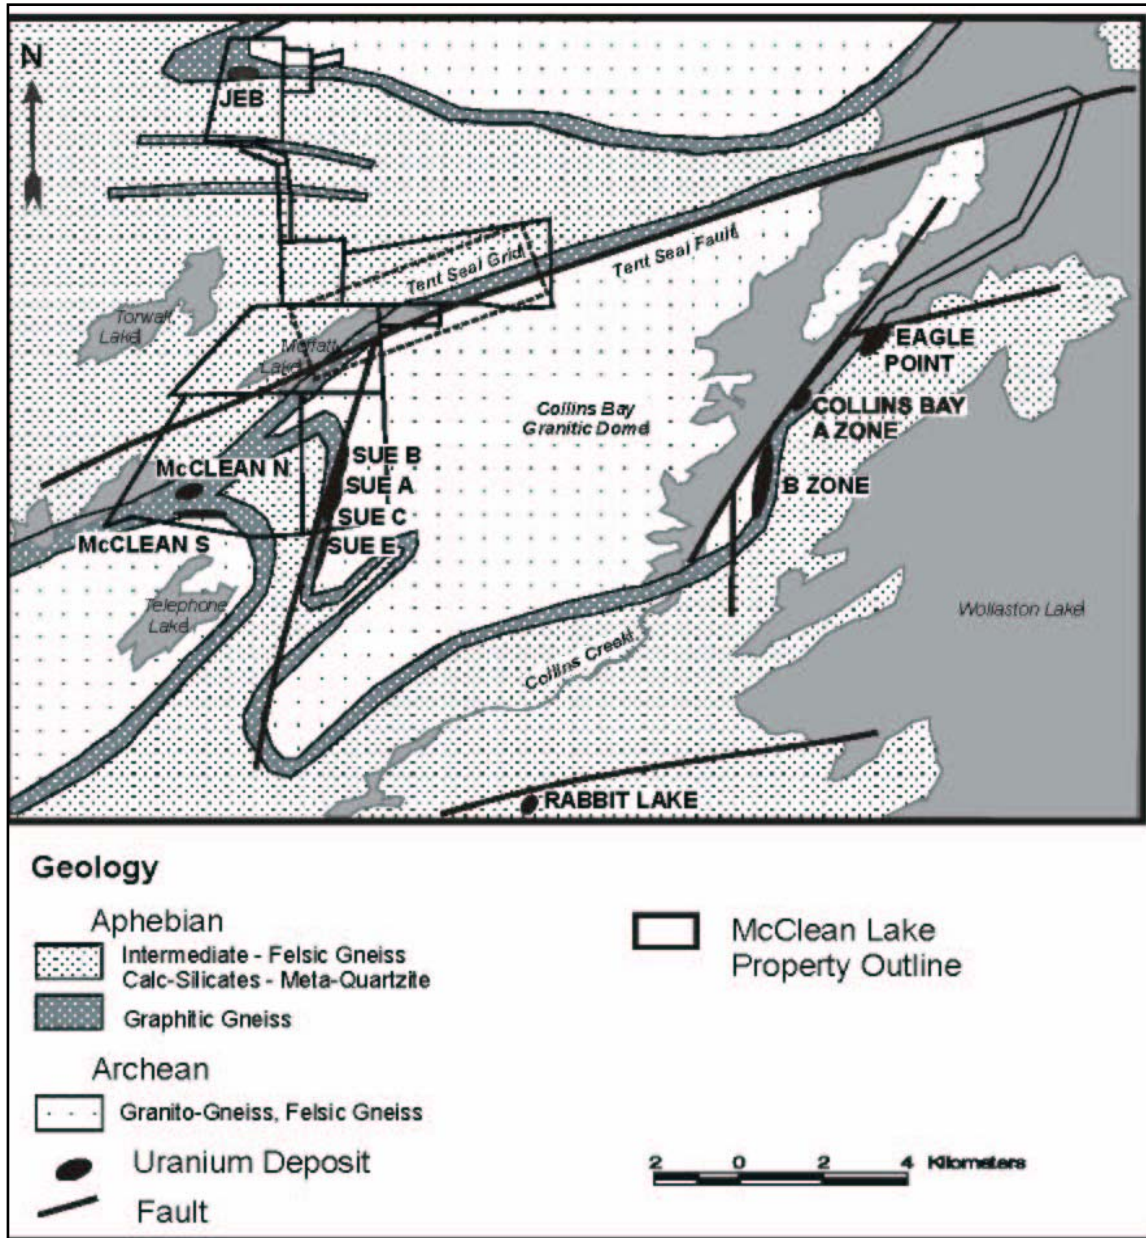 N
JEB
Tent Seal Grid
Tent Seal Fault
Torwalt
Lake
Moffatt
Lake
EAGLE
POINT
Collins Bay
Granitic Dome
COLLINS BAY
A ZONE
SUE B
McCLEAN N
SUE A
B ZONE
SUE C
McCLEAN S
SUE E
Telephone
Lake
Wollaston Lake
Collins Creek
RABBIT LAKE
Geology
Aphebian
Intermediate - Felsic Gneiss
Calc-Silicates - Meta-Quartzite
Graphitic Gneiss
McClean Lake
Property Outline
Archean
Granito-Gneiss, Felsic Gneiss
Uranium Deposit
Fault
2 0 2 4 Kilometers